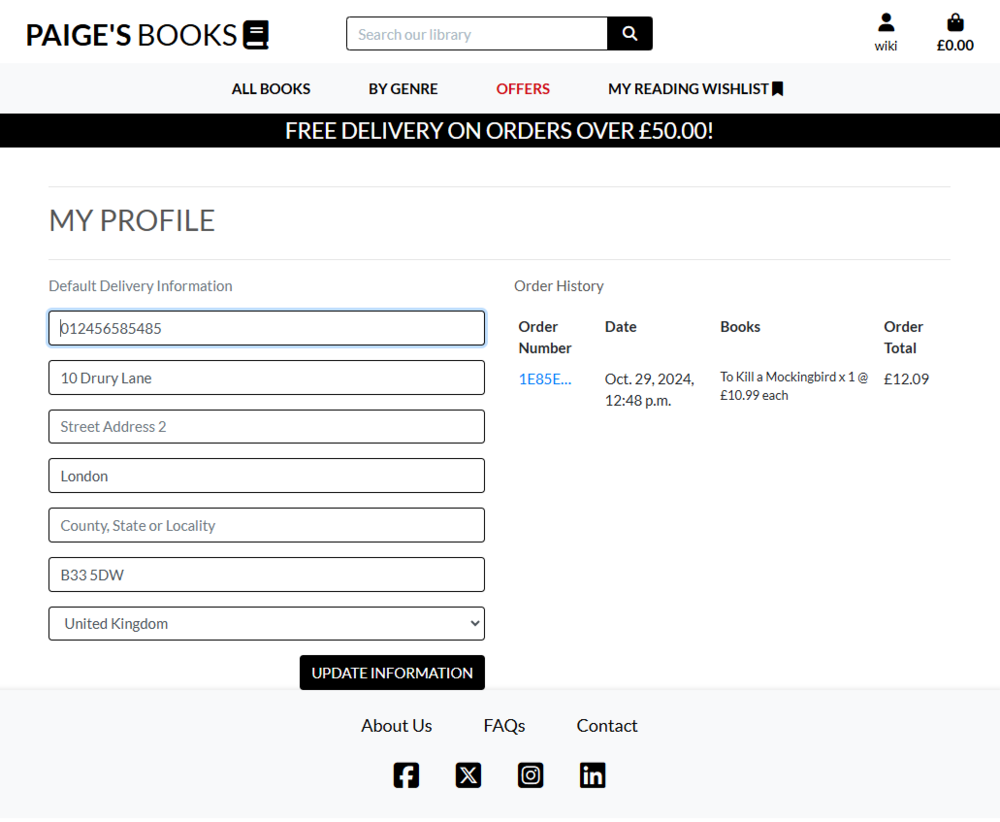 PAIGE'S BOOKS
Search our library
wiki
£0.00
ALL BOOKS
BY GENRE
OFFERS
MY READING WISHLIST
FREE DELIVERY ON ORDERS OVER £50.00!
MY PROFILE
Default Delivery Information
012456585485
10 Drury Lane
Street Address 2
London
County, State or Locality
B33 5DW
United Kingdom
UPDATE INFORMATION
Order History
Order Number
Date
Books
Order Total
1E85E...
Oct. 29, 2024,
12:48 p.m.
To Kill a Mockingbird x 1 @
£10.99 each
£12.09
About Us
FAQs
Contact